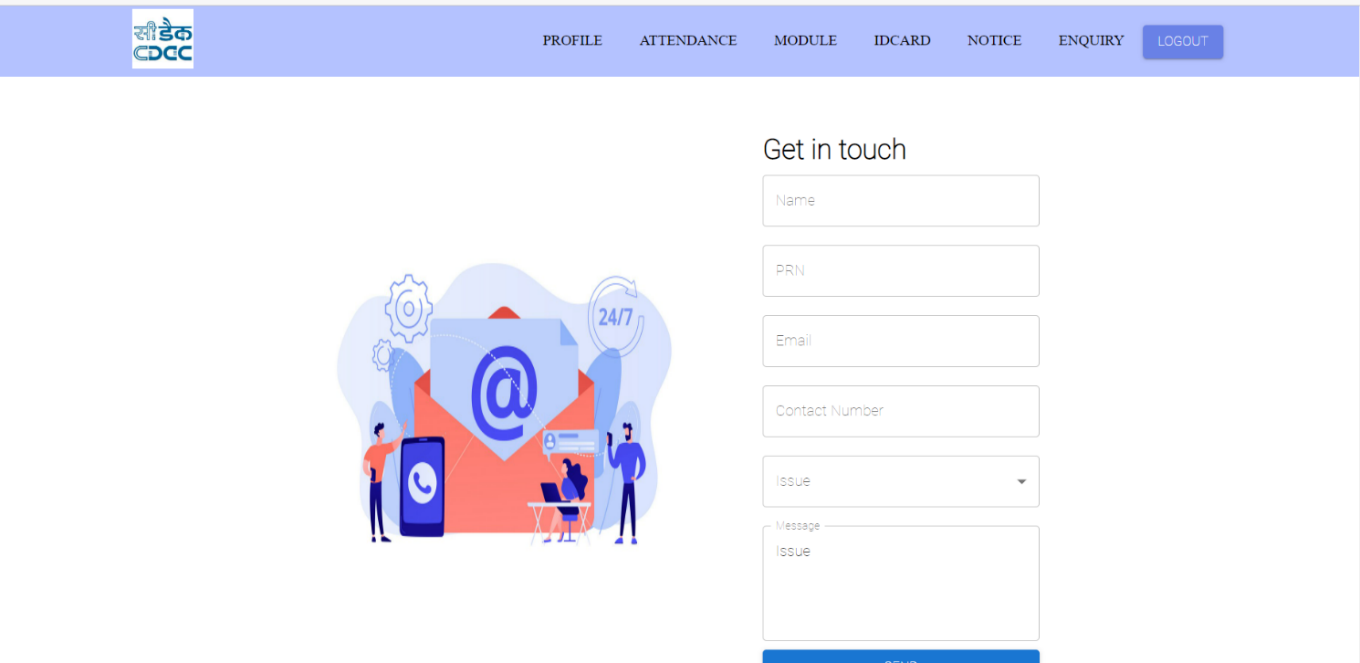 सी डैक
CDAC
PROFILE ATTENDANCE MODULE IDCARD NOTICE ENQUIRY LOGOUT
Get in touch
Name
PRN
24/7
Email
@
Contact Number
Issue
Message
Issue